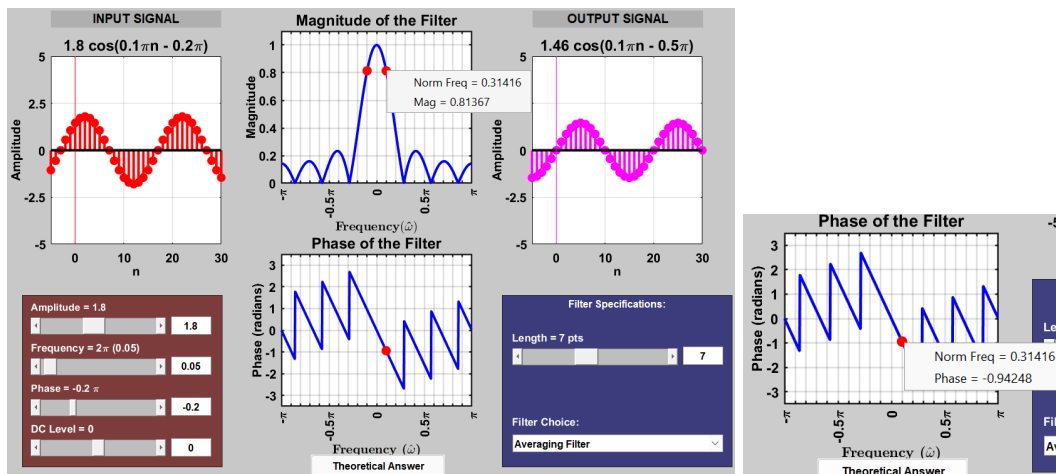 INPUT SIGNAL
1.8 cos(0.1πn - 0.2π)
Amplitude
5
2.5
0
-2.5
-5
0 10 20 30
n
Magnitude of the Filter
Magnitude
1
0.8
0.6
0.4
0.2
0
Norm Freq = 0.31416
Mag = 0.81367
-π -0.5π 0 0.5π π
Frequency(ω̂)
OUTPUT SIGNAL
1.46 cos(0.1πn - 0.5π)
Amplitude
5
2.5
0
-2.5
-5
0 10 20 30
n
Phase of the Filter
Phase (radians)
3
2
1
0
-1
-2
-3
-π -0.5π 0 0.5π π
Frequency (ω̂)
Theoretical Answer
Amplitude = 1.8
1.8
Frequency = 2π (0.05)
0.05
Phase = -0.2 π
-0.2
DC Level = 0
0
Filter Specifications:
Length = 7 pts
7
Filter Choice:
Averaging Filter
Phase of the Filter
-5
Phase (radians)
3
2
1
0
-1
-2
-3
Norm Freq = 0.31416
Phase = -0.94248
-π -0.5π 0 0.5π π
Frequency (ω̂)
Theoretical Answer
Le
Fil
Av